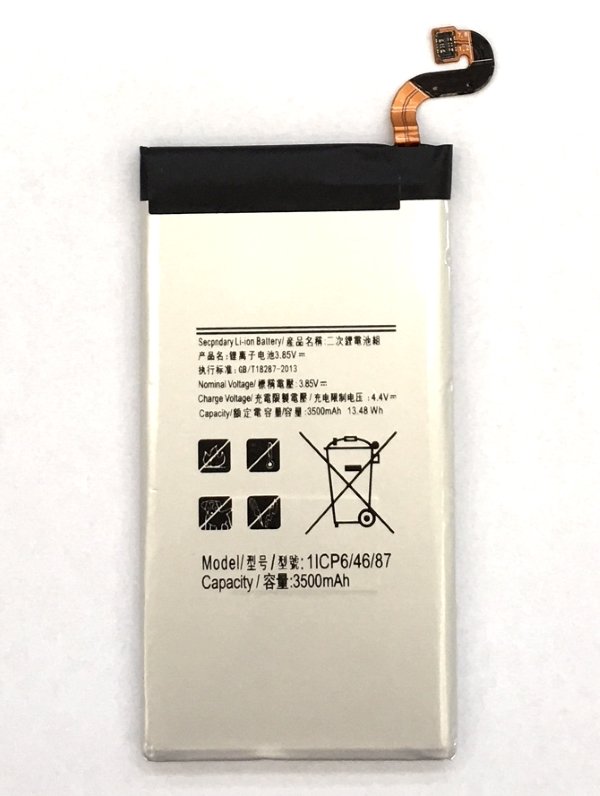 Secpndary Li-ion Battery/產品名稱:二次鋰電池組
产品名:锂离子电池3.85V⎓
执行标准: GB/T18287-2013
Nominal Voltage/標稱電壓:3.85V⎓
Charge Voltage/充電限制電壓/充电限制电压: 4.4V⎓
Capacity/額定電容量/容量: 3500mAh 13.48 Wh
Model/型号/型號: 1ICP6/46/87
Capacity/容量:3500mAh